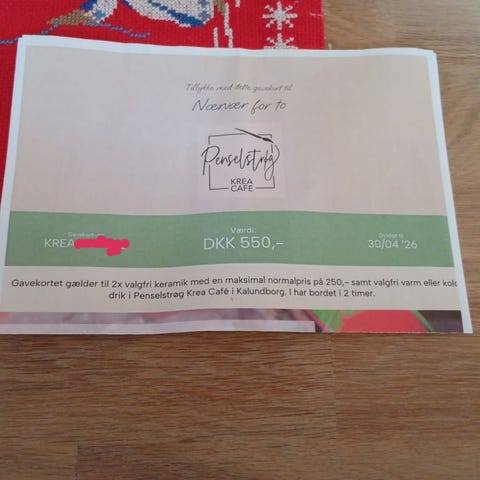 Tillykke med dette gavekort til
Nærvær for to
Penselstrøg
KREA
CAFE
Værdi:
Gyldigt til
KREA
DKK 550,-
30/04 '26
Gavekortet gælder til 2x valgfri keramik med en maksimal normalpris på 250,- samt valgfri varm eller kold
drik i Penselstrøg Krea Café i Kalundborg. I har bordet i 2 timer.